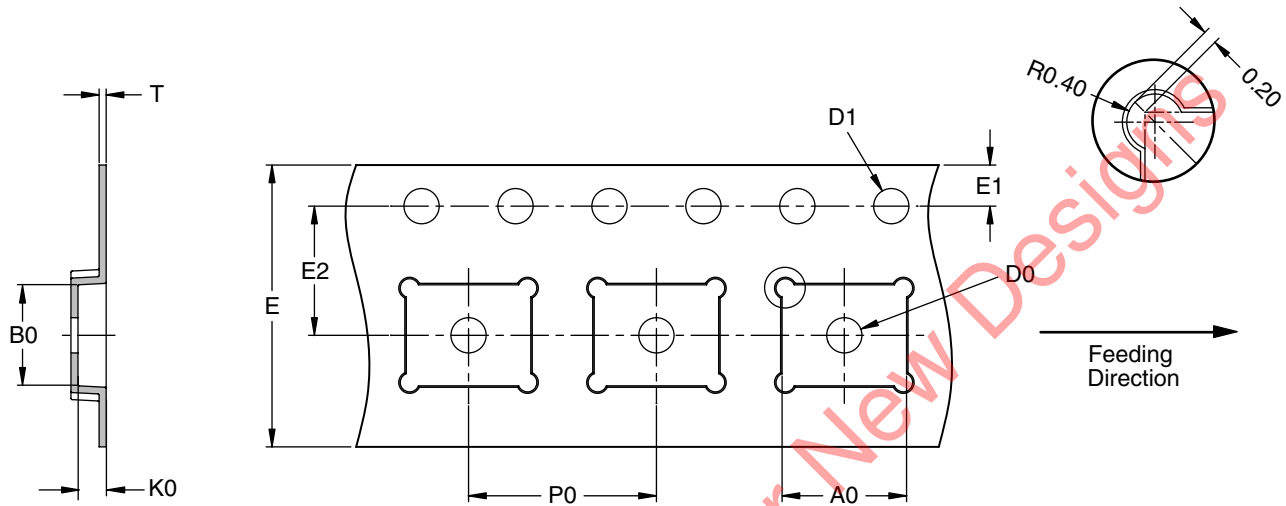 T
D1
R0.40
0.20
E1
E2
E
B0
D0
Feeding
Direction
K0
P0
A0
r New Designs